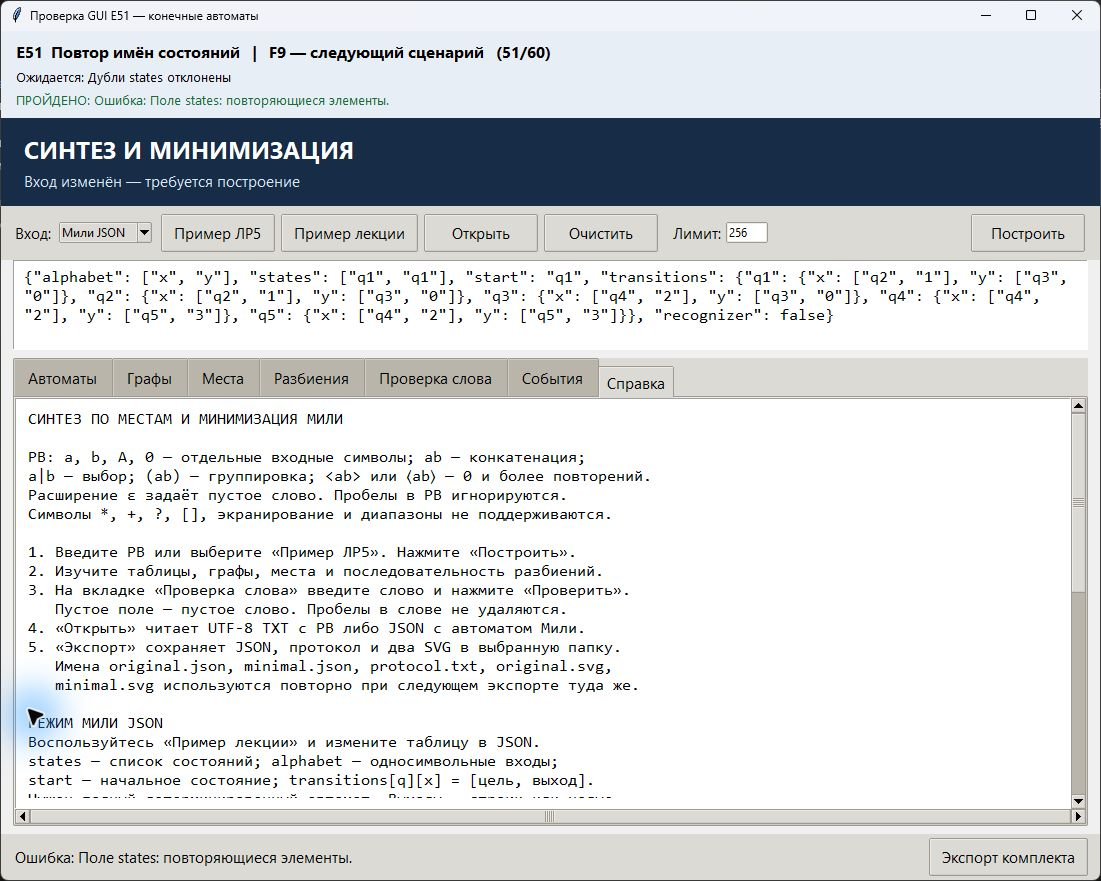 Проверка GUI E51 — конечные автоматы
E51 Повтор имён состояний | F9 — следующий сценарий (51/60)
Ожидается: Дубли states отклонены
ПРОЙДЕНО: Ошибка: Поле states: повторяющиеся элементы.
СИНТЕЗ И МИНИМИЗАЦИЯ
Вход изменён — требуется построение
Вход: Мили JSON Пример ЛР5 Пример лекции Открыть Очистить Лимит: 256 Построить
{"alphabet": ["x", "y"], "states": ["q1", "q1"], "start": "q1", "transitions": {"q1": {"x": ["q2", "1"], "y": ["q3",
"0"]}, "q2": {"x": ["q2", "1"], "y": ["q3", "0"]}, "q3": {"x": ["q4", "2"], "y": ["q3", "0"]}, "q4": {"x": ["q4",
"2"], "y": ["q5", "3"]}, "q5": {"x": ["q4", "2"], "y": ["q5", "3"]}}, "recognizer": false}
Автоматы Графы Места Разбиения Проверка слова События Справка
СИНТЕЗ ПО МЕСТАМ И МИНИМИЗАЦИЯ МИЛИ
РВ: a, b, A, 0 — отдельные входные символы; ab — конкатенация;
a|b — выбор; (ab) — группировка; <ab> или ⟨ab⟩ — 0 и более повторений.
Расширение ε задаёт пустое слово. Пробелы в РВ игнорируются.
Символы *, +, ?, [], экранирование и диапазоны не поддерживаются.
1. Введите РВ или выберите «Пример ЛР5». Нажмите «Построить».
2. Изучите таблицы, графы, места и последовательность разбиений.
3. На вкладке «Проверка слова» введите слово и нажмите «Проверить».
Пустое поле — пустое слово. Пробелы в слове не удаляются.
4. «Открыть» читает UTF-8 TXT с РВ либо JSON с автоматом Мили.
5. «Экспорт» сохраняет JSON, протокол и два SVG в выбранную папку.
Имена original.json, minimal.json, protocol.txt, original.svg,
minimal.svg используются повторно при следующем экспорте туда же.
РЕЖИМ МИЛИ JSON
Воспользуйтесь «Пример лекции» и измените таблицу в JSON.
states — список состояний; alphabet — односимвольные входы;
start — начальное состояние; transitions[q][x] = [цель, выход].
Ошибка: Поле states: повторяющиеся элементы.
Экспорт комплекта